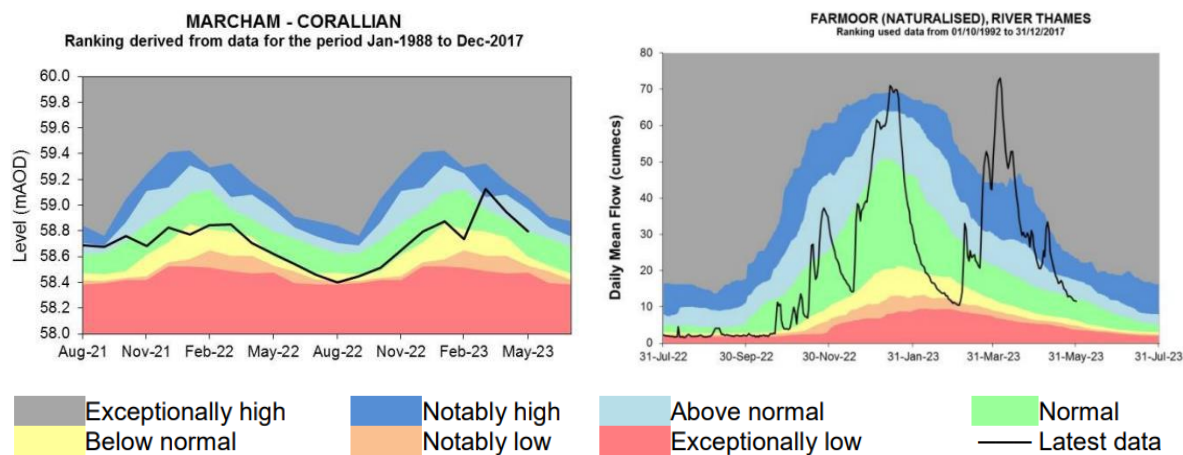 MARCHAM - CORALLIAN
Ranking derived from data for the period Jan-1988 to Dec-2017
Level (mAOD)
60.0
59.8
59.6
59.4
59.2
59.0
58.8
58.6
58.4
58.2
58.0
Aug-21 Nov-21 Feb-22 May-22 Aug-22 Nov-22 Feb-23 May-23
FARMOOR (NATURALISED), RIVER THAMES
Ranking used data from 01/10/1992 to 31/12/2017
Daily Mean Flow (cumecs)
80
70
60
50
40
30
20
10
0
31-Jul-22 30-Sep-22 30-Nov-22 31-Jan-23 31-Mar-23 31-May-23 31-Jul-23
Exceptionally high Notably high Above normal Normal
Below normal Notably low Exceptionally low Latest data